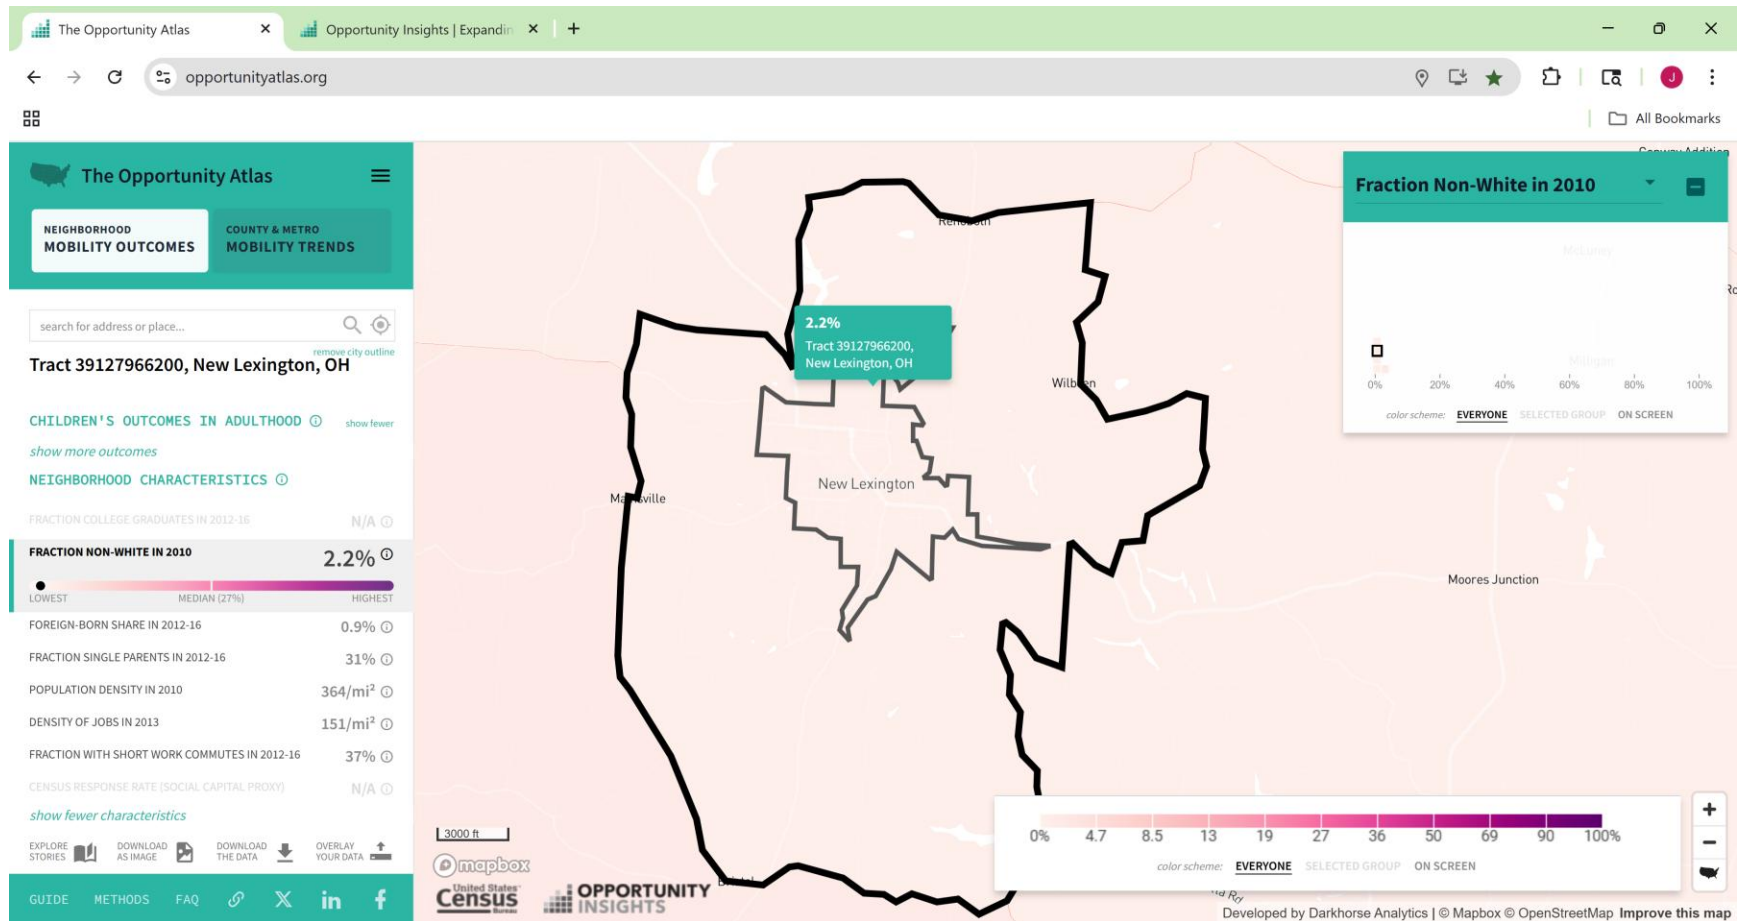 The Opportunity Atlas
Opportunity Insights | Expandin
opportunityatlas.org
J
All Bookmarks
The Opportunity Atlas
NEIGHBORHOOD
MOBILITY OUTCOMES
COUNTY & METRO
MOBILITY TRENDS
search for address or place...
remove city outline
Tract 39127966200, New Lexington, OH
CHILDREN'S OUTCOMES IN ADULTHOOD
show fewer
show more outcomes
NEIGHBORHOOD CHARACTERISTICS
FRACTION COLLEGE GRADUATES IN 2012-16 N/A
FRACTION NON-WHITE IN 2010 2.2%
LOWEST MEDIAN (27%) HIGHEST
FOREIGN-BORN SHARE IN 2012-16 0.9%
FRACTION SINGLE PARENTS IN 2012-16 31%
POPULATION DENSITY IN 2010 364/mi²
DENSITY OF JOBS IN 2013 151/mi²
FRACTION WITH SHORT WORK COMMUTES IN 2012-16 37%
CENSUS RESPONSE RATE (SOCIAL CAPITAL PROXY) N/A
show fewer characteristics
EXPLORE STORIES
DOWNLOAD AS IMAGE
DOWNLOAD THE DATA
OVERLAY YOUR DATA
GUIDE METHODS FAQ
2.2%
Tract 39127966200,
New Lexington, OH
New Lexington
Moores Junction
Fraction Non-White in 2010
McLuney
Milligan
0% 20% 40% 60% 80% 100%
color scheme: EVERYONE SELECTED GROUP ON SCREEN
0% 4.7 8.5 13 19 27 36 50 69 90 100%
color scheme: EVERYONE SELECTED GROUP ON SCREEN
3000 ft
mapbox
United States
Census
Bureau
OPPORTUNITY
INSIGHTS
Developed by Darkhorse Analytics | © Mapbox © OpenStreetMap Improve this map